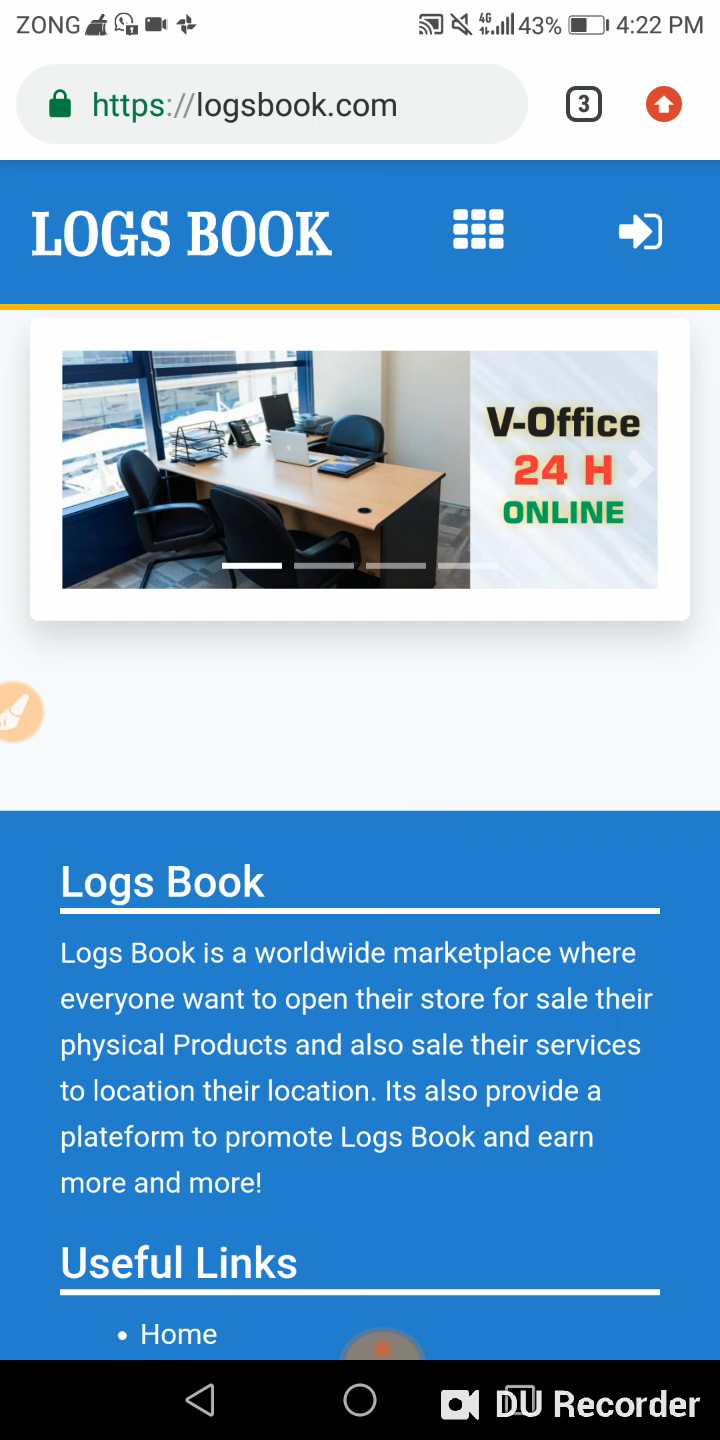 ZONG 4G 43% 4:22 PM
https://logsbook.com 3
LOGS BOOK
V-Office
24 H
ONLINE
Logs Book
Logs Book is a worldwide marketplace where
everyone want to open their store for sale their
physical Products and also sale their services
to location their location. Its also provide a
plateform to promote Logs Book and earn
more and more!
Useful Links
• Home
DU Recorder